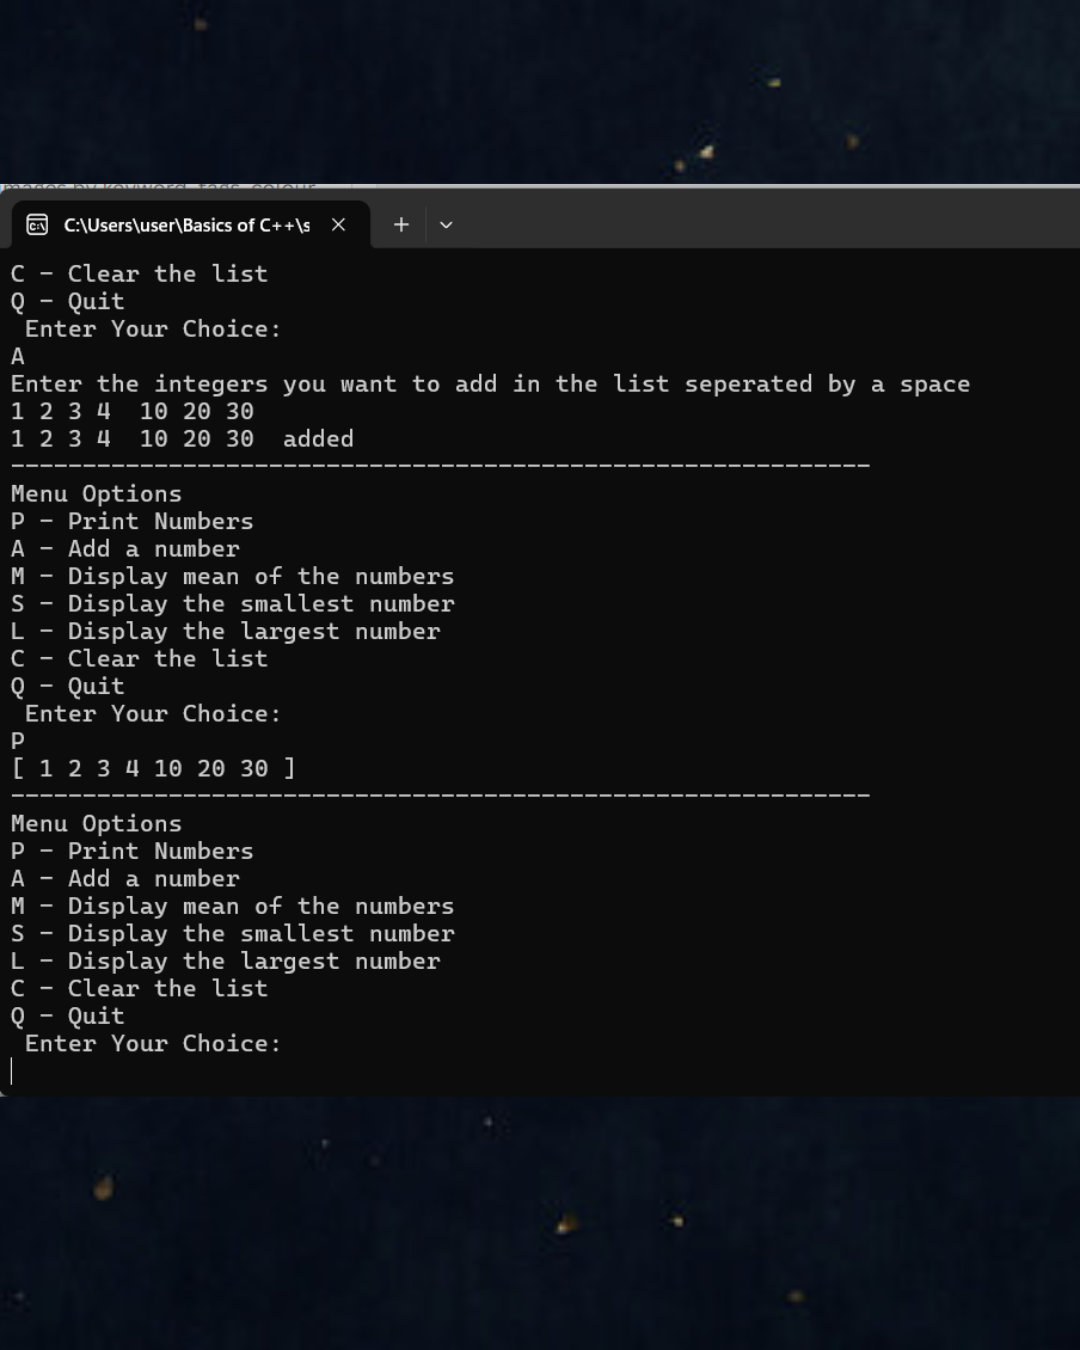 mages by keyword, tags, colour
C:\Users\user\Basics of C++\s
C - Clear the list
Q - Quit
 Enter Your Choice:
A
Enter the integers you want to add in the list seperated by a space
1 2 3 4  10 20 30
1 2 3 4  10 20 30  added
------------------------------------------------------------
Menu Options
P - Print Numbers
A - Add a number
M - Display mean of the numbers
S - Display the smallest number
L - Display the largest number
C - Clear the list
Q - Quit
 Enter Your Choice:
P
[ 1 2 3 4 10 20 30 ]
------------------------------------------------------------
Menu Options
P - Print Numbers
A - Add a number
M - Display mean of the numbers
S - Display the smallest number
L - Display the largest number
C - Clear the list
Q - Quit
 Enter Your Choice: